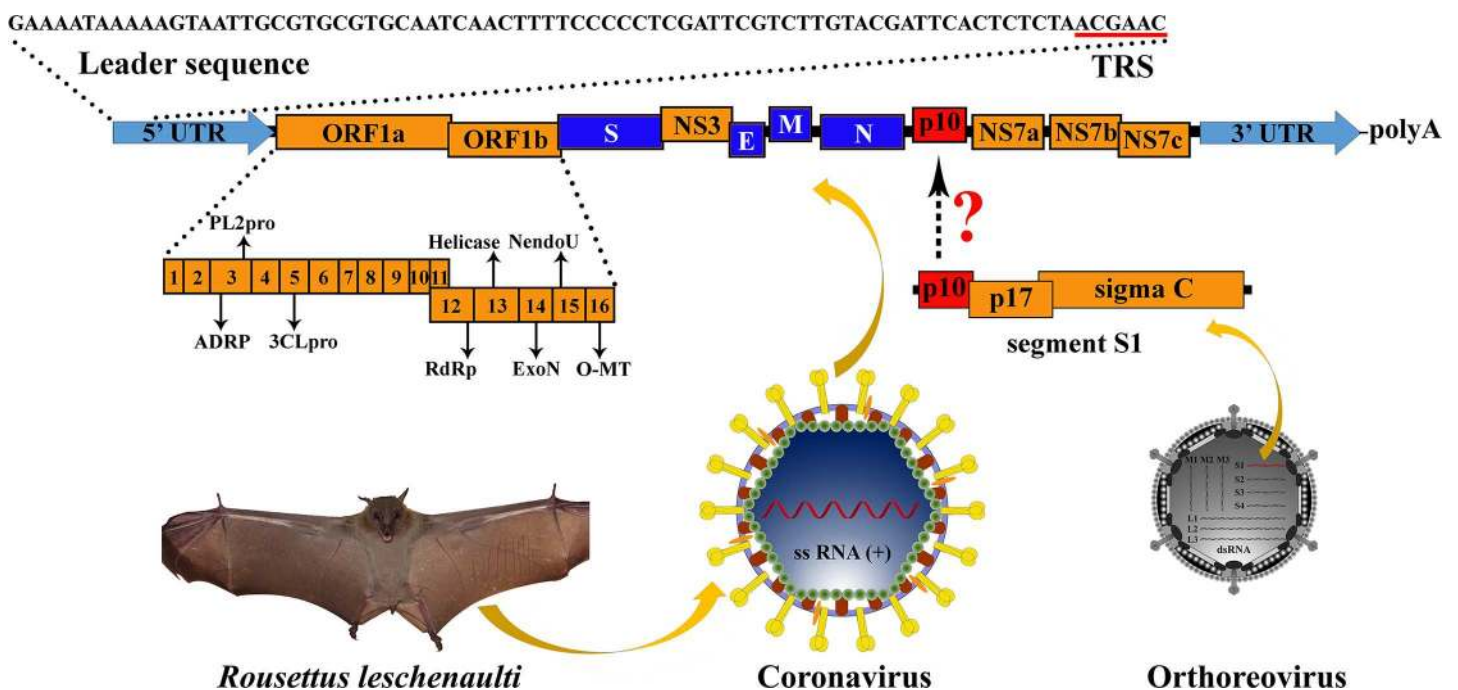 GAAAATAAAAAGTAATTGCGTGCGTGCAATCAACTTTTCCCCCTCGATTCGTCTTGTACGATTCACTCTCTAACGAAC
Leader sequence TRS
5' UTR ORF1a ORF1b S NS3 E M N p10 NS7a NS7b NS7c 3' UTR -polyA
?
PL2pro Helicase NendoU
1 2 3 4 5 6 7 8 9 10 11
12 13 14 15 16
ADRP 3CLpro
RdRp ExoN O-MT
p10 p17 sigma C
segment S1
ss RNA (+)
M1 M2 M3
S1
S2
S3
S4
L1
L2
L3
dsRNA
Rousettus leschenaulti Coronavirus Orthoreovirus